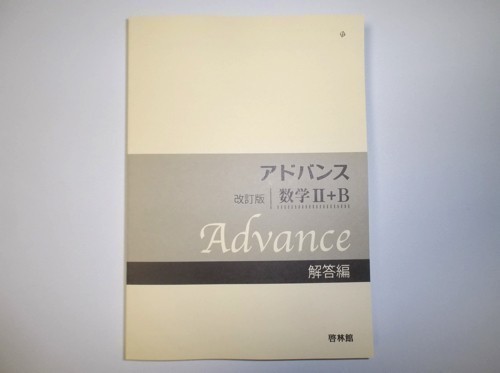 アドバンス
改訂版 数学Ⅱ+B
Advance
解答編
啓林館